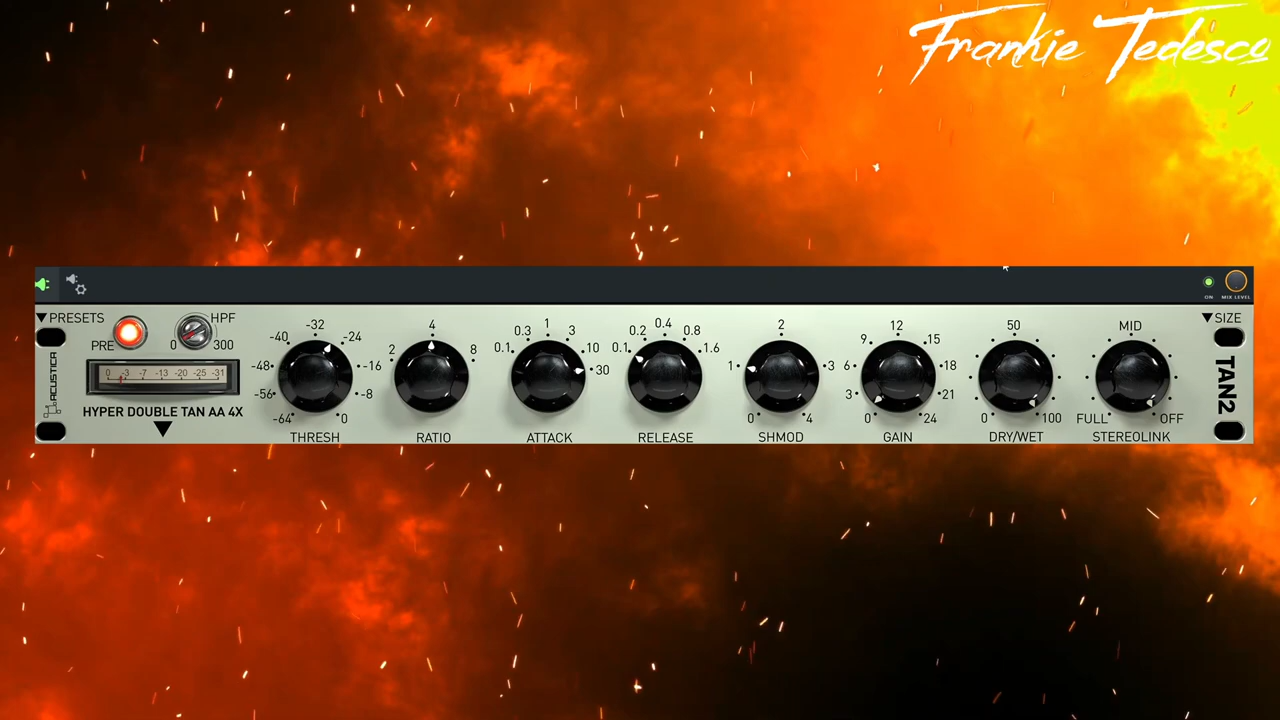 Frankie Tedesco
ON MIX LEVEL
PRESETS
HPF
SIZE
PRE
0 300
0 -3 -7 -13 -20 -25 -31
ACUSTICA
HYPER DOUBLE TAN AA 4X
-64 -56 -48 -40 -32 -24 -16 -8 0
THRESH
2 4 8
RATIO
0.1 0.3 1 3 10 30
ATTACK
0.1 0.2 0.4 0.8 1.6
RELEASE
0 1 2 3 4
SHMOD
0 3 6 9 12 15 18 21 24
GAIN
0 50 100
DRY/WET
FULL MID OFF
STEREOLINK
TAN2